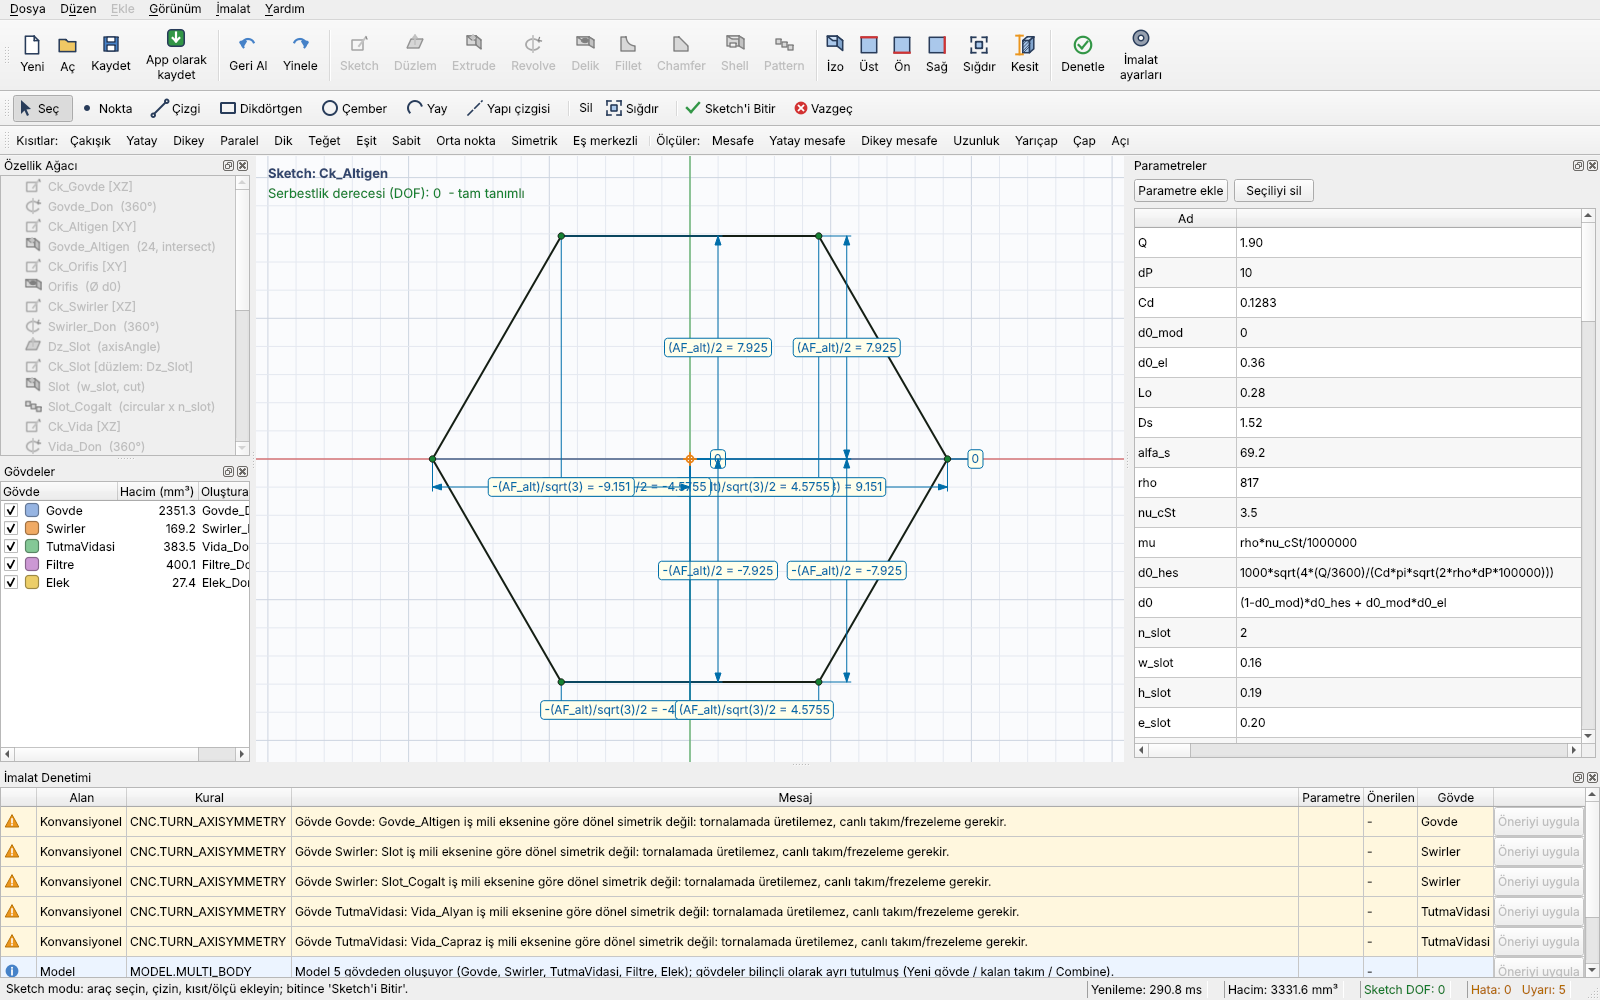 Dosya Düzen Ekle Görünüm İmalat Yardım
Yeni Aç Kaydet App olarak kaydet Geri Al Yinele Sketch Düzlem Extrude Revolve Delik Fillet Chamfer Shell Pattern İzo Üst Ön Sağ Sığdır Kesit Denetle İmalat ayarları
Seç Nokta Çizgi Dikdörtgen Çember Yay Yapı çizgisi Sil Sığdır Sketch'i Bitir Vazgeç
Kısıtlar: Çakışık Yatay Dikey Paralel Dik Teğet Eşit Sabit Orta nokta Simetrik Eş merkezli Ölçüler: Mesafe Yatay mesafe Dikey mesafe Uzunluk Yarıçap Çap Açı
Özellik Ağacı
Ck_Govde [XZ]
Govde_Don (360°)
Ck_Altigen [XY]
Govde_Altigen (24, intersect)
Ck_Orifis [XY]
Orifis (Ø d0)
Ck_Swirler [XZ]
Swirler_Don (360°)
Dz_Slot (axisAngle)
Ck_Slot [düzlem: Dz_Slot]
Slot (w_slot, cut)
Slot_Cogalt (circular x n_slot)
Ck_Vida [XZ]
Vida_Don (360°)
Gövdeler
Gövde Hacim (mm³) Oluştura
Govde 2351.3 Govde_D
Swirler 169.2 Swirler_
TutmaVidasi 383.5 Vida_Do
Filtre 400.1 Filtre_Do
Elek 27.4 Elek_Don
Sketch: Ck_Altigen
Serbestlik derecesi (DOF): 0 - tam tanımlı
(AF_alt)/2 = 7.925 (AF_alt)/2 = 7.925
0 0
-(AF_alt)/sqrt(3) = -9.151 /2 = -4.5755 lt)/sqrt(3)/2 = 4.5755 3) = 9.151
-(AF_alt)/2 = -7.925 -(AF_alt)/2 = -7.925
-(AF_alt)/sqrt(3)/2 = -4 (AF_alt)/sqrt(3)/2 = 4.5755
Parametreler
Parametre ekle Seçiliyi sil
Ad
Q 1.90
dP 10
Cd 0.1283
d0_mod 0
d0_el 0.36
Lo 0.28
Ds 1.52
alfa_s 69.2
rho 817
nu_cSt 3.5
mu rho*nu_cSt/1000000
d0_hes 1000*sqrt(4*(Q/3600)/(Cd*pi*sqrt(2*rho*dP*100000)))
d0 (1-d0_mod)*d0_hes + d0_mod*d0_el
n_slot 2
w_slot 0.16
h_slot 0.19
e_slot 0.20
İmalat Denetimi
Alan Kural Mesaj Parametre Önerilen Gövde
Konvansiyonel CNC.TURN_AXISYMMETRY Gövde Govde: Govde_Altigen iş mili eksenine göre dönel simetrik değil: tornalamada üretilemez, canlı takım/frezeleme gerekir. - Govde Öneriyi uygula
Konvansiyonel CNC.TURN_AXISYMMETRY Gövde Swirler: Slot iş mili eksenine göre dönel simetrik değil: tornalamada üretilemez, canlı takım/frezeleme gerekir. - Swirler Öneriyi uygula
Konvansiyonel CNC.TURN_AXISYMMETRY Gövde Swirler: Slot_Cogalt iş mili eksenine göre dönel simetrik değil: tornalamada üretilemez, canlı takım/frezeleme gerekir. - Swirler Öneriyi uygula
Konvansiyonel CNC.TURN_AXISYMMETRY Gövde TutmaVidasi: Vida_Alyan iş mili eksenine göre dönel simetrik değil: tornalamada üretilemez, canlı takım/frezeleme gerekir. - TutmaVidasi Öneriyi uygula
Konvansiyonel CNC.TURN_AXISYMMETRY Gövde TutmaVidasi: Vida_Capraz iş mili eksenine göre dönel simetrik değil: tornalamada üretilemez, canlı takım/frezeleme gerekir. - TutmaVidasi Öneriyi uygula
Model MODEL.MULTI_BODY Model 5 gövdeden oluşuyor (Govde, Swirler, TutmaVidasi, Filtre, Elek); gövdeler bilinçli olarak ayrı tutulmuş (Yeni gövde / kalan takım / Combine). - Öneriyi uygula
Sketch modu: araç seçin, çizin, kısıt/ölçü ekleyin; bitince 'Sketch'i Bitir'. Yenileme: 290.8 ms Hacim: 3331.6 mm³ Sketch DOF: 0 Hata: 0 Uyarı: 5